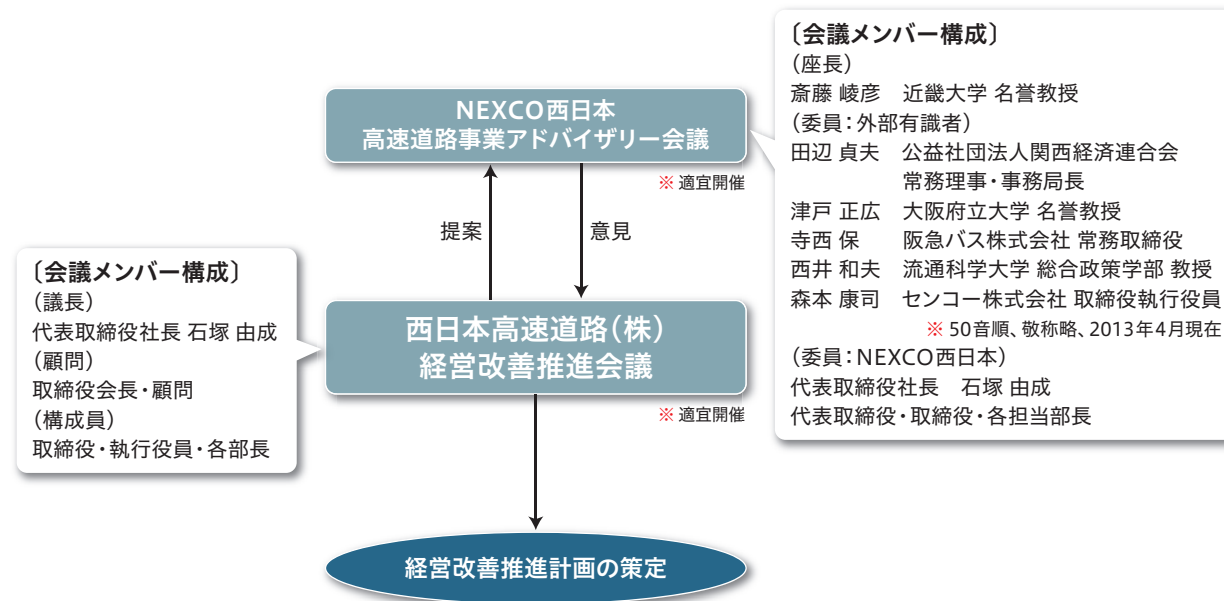 NEXCO西日本
高速道路事業アドバイザリー会議
※ 適宜開催
提案
意見
〔会議メンバー構成〕
(座長)
斎藤 崚彦 近畿大学 名誉教授
(委員:外部有識者)
田辺 貞夫 公益社団法人関西経済連合会
常務理事・事務局長
津戸 正広 大阪府立大学 名誉教授
寺西 保 阪急バス株式会社 常務取締役
西井 和夫 流通科学大学 総合政策学部 教授
森本 康司 センコー株式会社 取締役執行役員
※ 50音順、敬称略、2013年4月現在
(委員:NEXCO西日本)
代表取締役社長 石塚 由成
代表取締役・取締役・各担当部長
〔会議メンバー構成〕
(議長)
代表取締役社長 石塚 由成
(顧問)
取締役会長・顧問
(構成員)
取締役・執行役員・各部長
西日本高速道路(株)
経営改善推進会議
※ 適宜開催
経営改善推進計画の策定